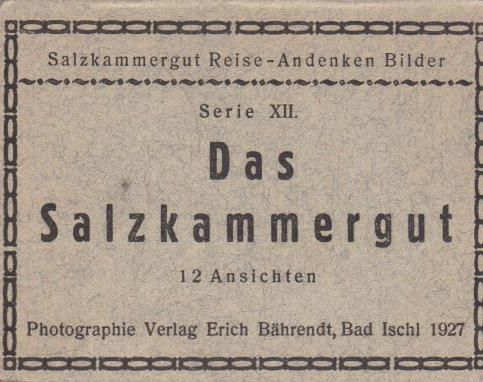 Salzkammergut Reise-Andenken Bilder
Serie XII.
Das
Salzkammergut
12 Ansichten
Photographie Verlag Erich Bährendt, Bad Ischl 1927